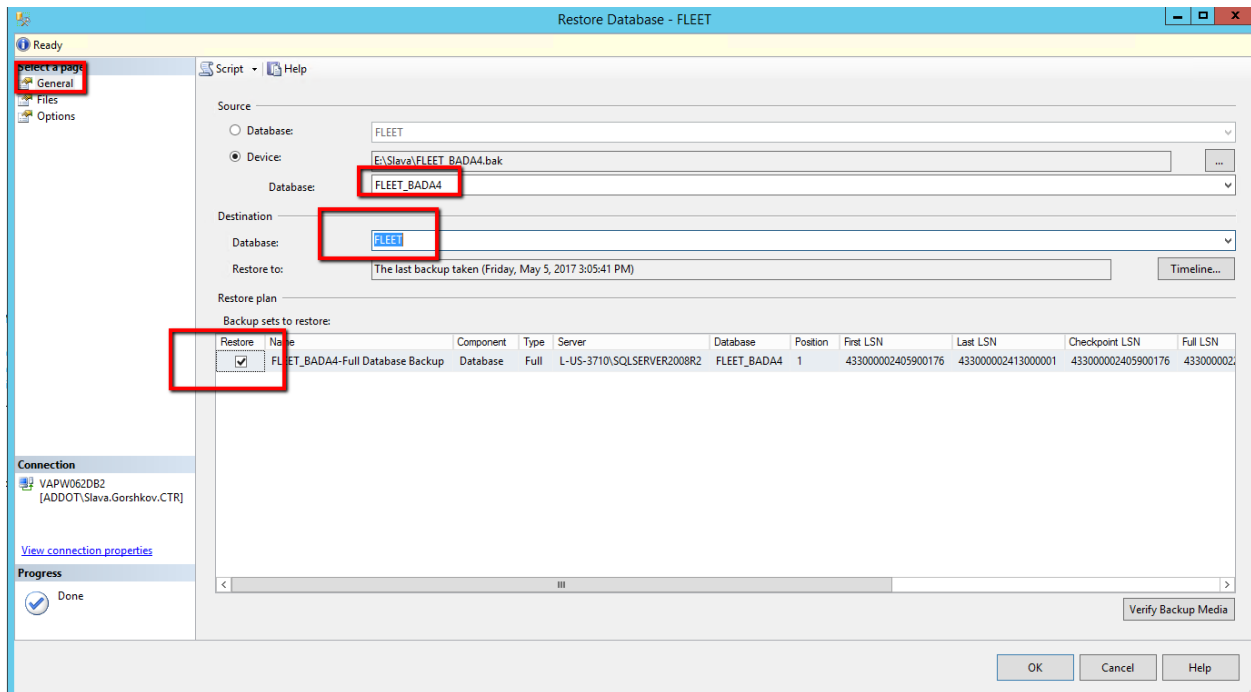 Restore Database - FLEET
Ready
Select a page
General
Files
Options
Script Help
Source
Database: FLEET
Device: E:\Slava\FLEET_BADA4.bak ...
Database: FLEET_BADA4
Destination
Database: FLEET
Restore to: The last backup taken (Friday, May 5, 2017 3:05:41 PM) Timeline...
Restore plan
Backup sets to restore:
Restore Name Component Type Server Database Position First LSN Last LSN Checkpoint LSN Full LSN
FLEET_BADA4-Full Database Backup Database Full L-US-3710\SQLSERVER2008R2 FLEET_BADA4 1 433000002405900176 433000002413000001 433000002405900176 433000002
Connection
VAPW062DB2
[ADDOT\Slava.Gorshkov.CTR]
View connection properties
Progress
Done
Verify Backup Media
OK Cancel Help